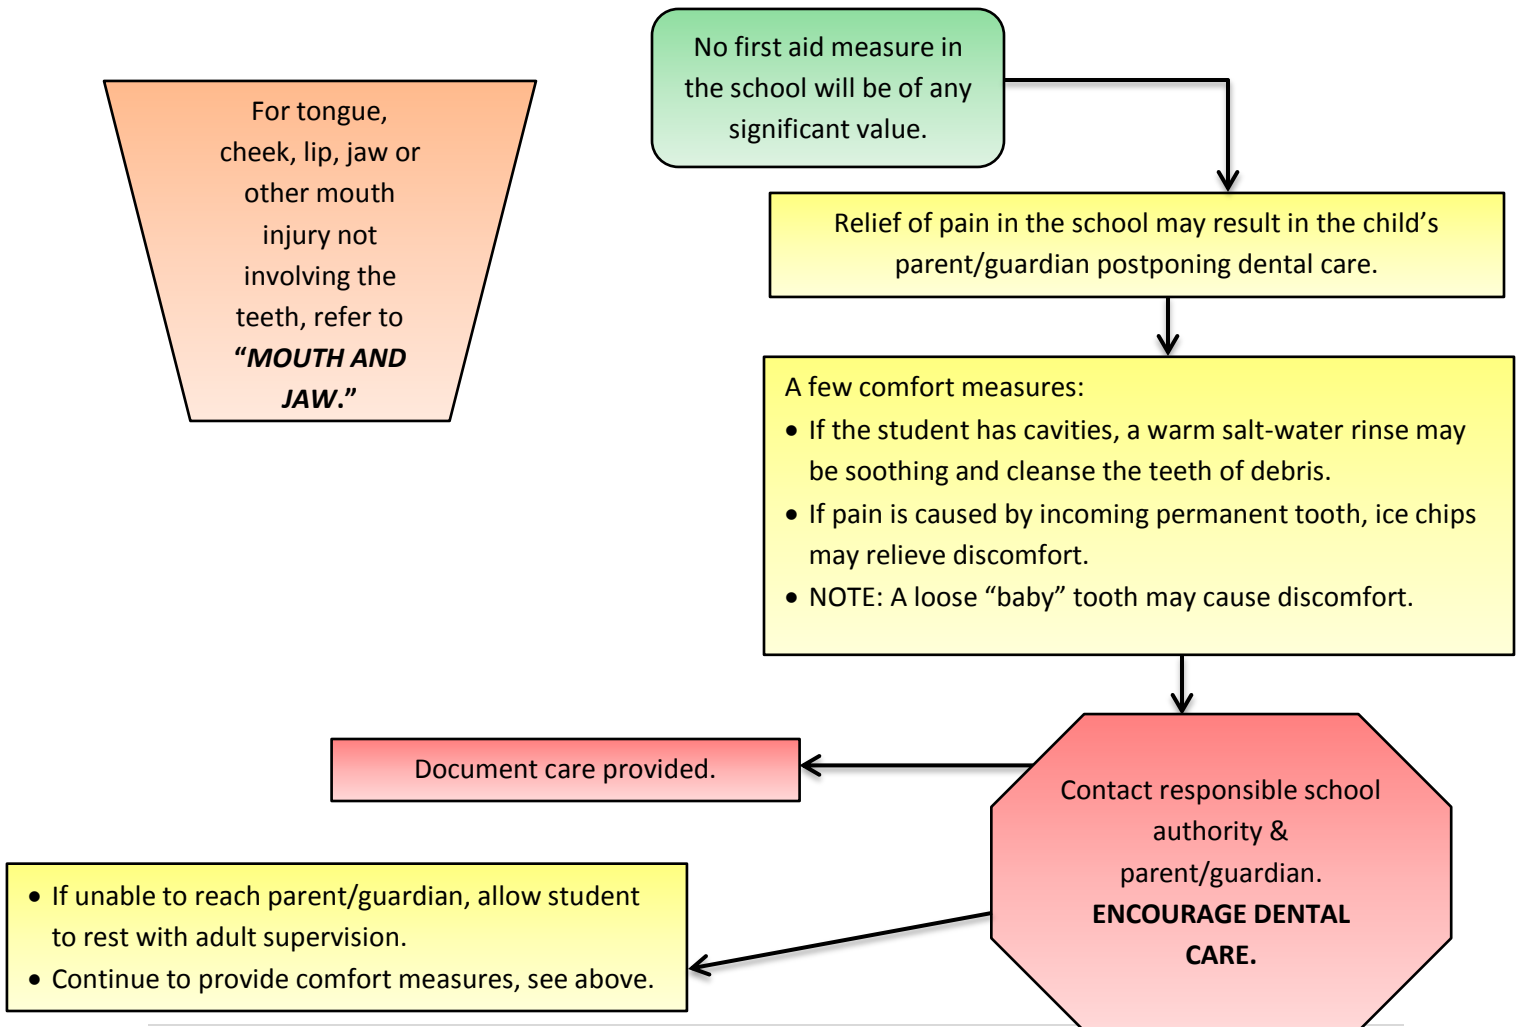 No first aid measure in
the school will be of any
significant value.
For tongue,
cheek, lip, jaw or
other mouth
injury not
involving the
teeth, refer to
“MOUTH AND
JAW.”
Relief of pain in the school may result in the child’s
parent/guardian postponing dental care.
A few comfort measures:
• If the student has cavities, a warm salt-water rinse may
be soothing and cleanse the teeth of debris.
• If pain is caused by incoming permanent tooth, ice chips
may relieve discomfort.
• NOTE: A loose “baby” tooth may cause discomfort.
Document care provided.
Contact responsible school
authority &
parent/guardian.
ENCOURAGE DENTAL
CARE.
• If unable to reach parent/guardian, allow student
to rest with adult supervision.
• Continue to provide comfort measures, see above.